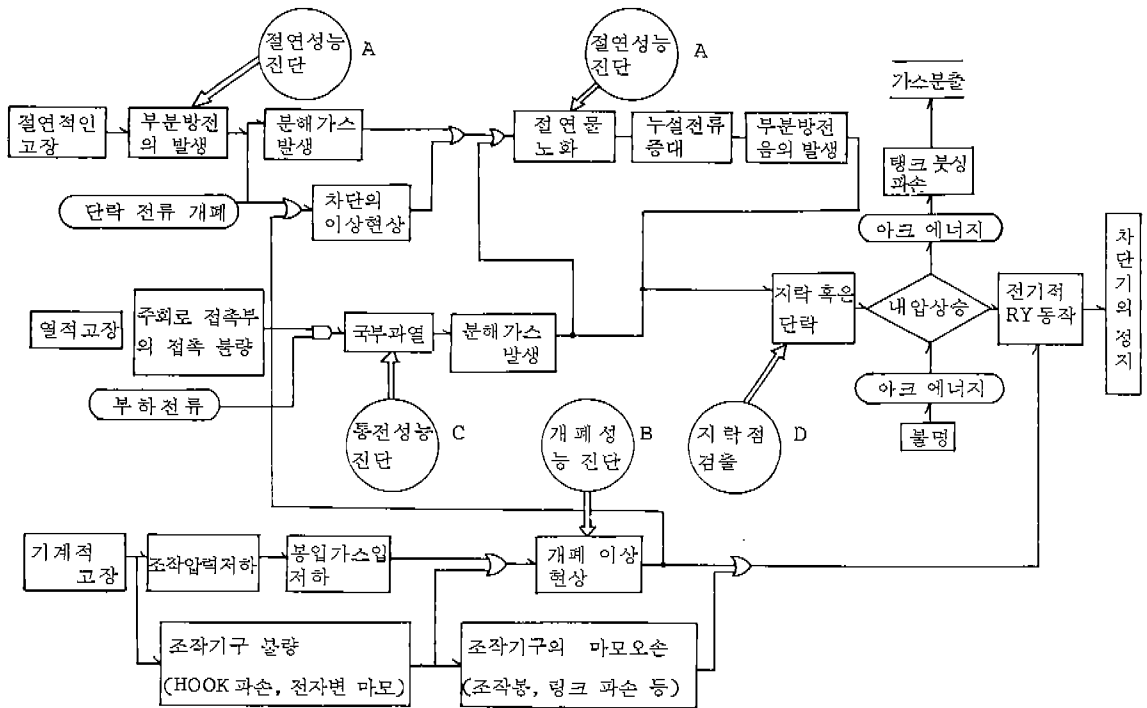 절연성능
진단
A
절연성능
진단
A
가스분출
절연적인
고장
부분방전
의 발생
분해가스
발생
절연물
노화
누설전류
증대
부분방전
음의 발생
탱크 붓싱
파손
단락 전류 개폐
차단의
이상현상
아크 에너지
차단기의 정지
열적고장
주회로 접촉부
의 접촉 불량
국부과열
분해가스
발생
지락 혹은
단락
내압상승
전기적
RY동작
부하전류
아크 에너지
통전성능
진단
C
개폐성
능 진단
B
지락점
검출
D
불명
기계적
고장
조작압력저하
봉입가스입
저하
개폐 이상
현상
조작기구 불량
(HOOK 파손, 전자변 마모)
조작기구의 마모오손
(조작봉, 링크 파손 등)